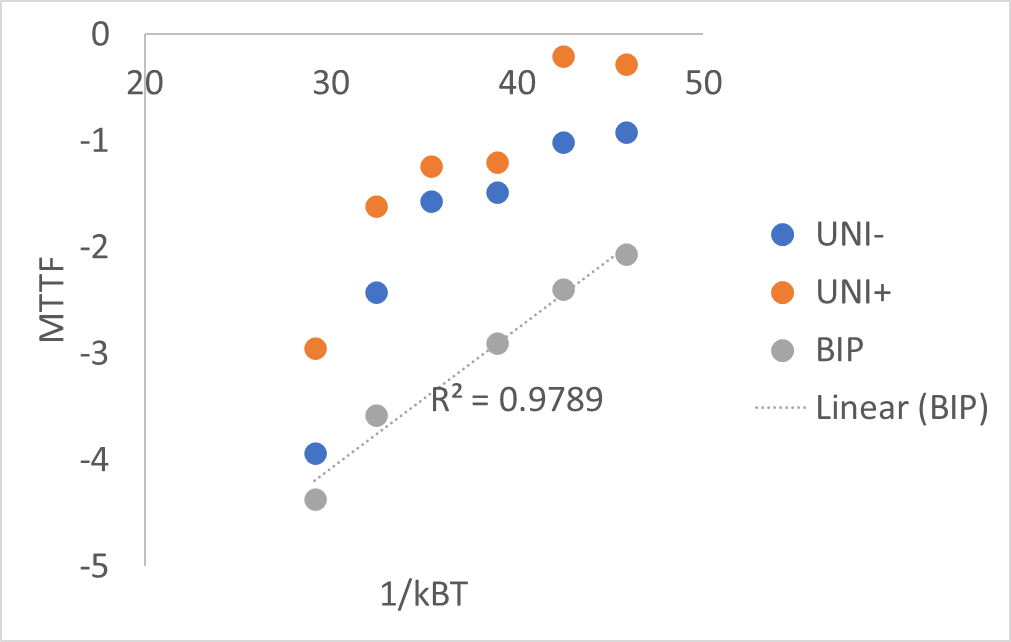 0
20 30 40 50
-1
-2
-3
-4
-5
MTTF
1/kBT
R² = 0.9789
UNI-
UNI+
BIP
Linear (BIP)